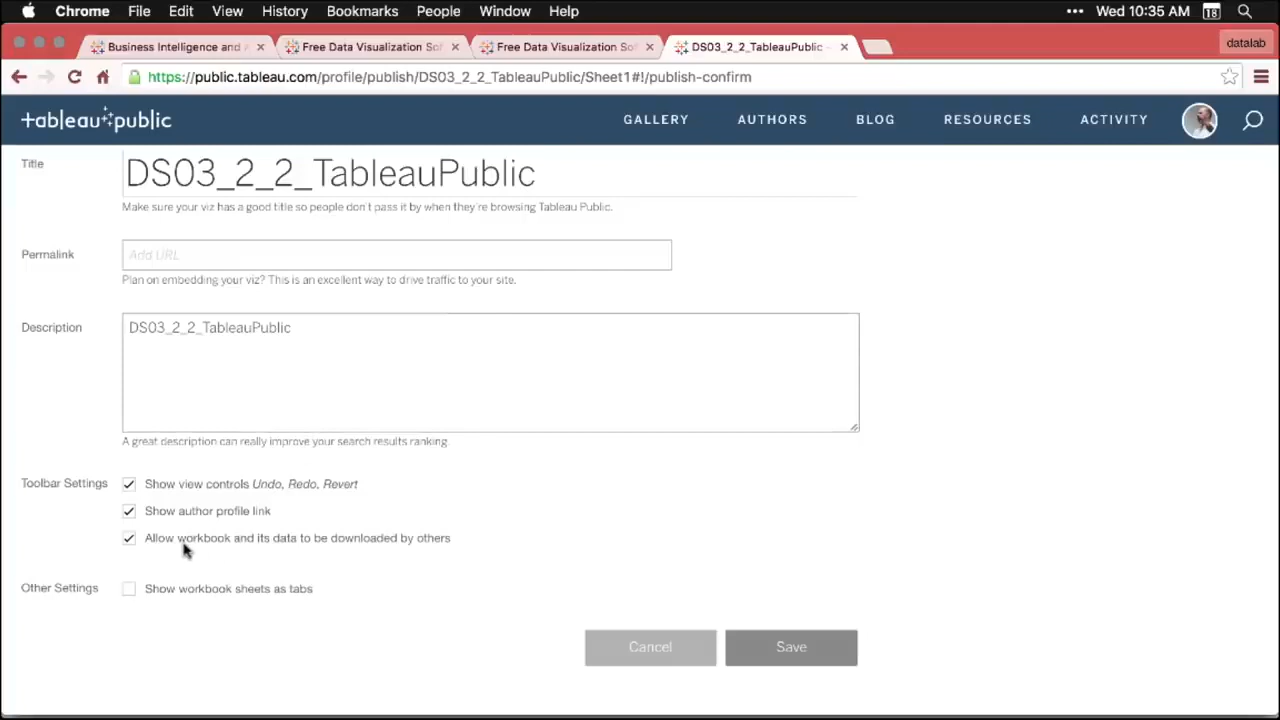 Chrome File Edit View History Bookmarks People Window Help ••• Wed 10:35 AM 18
Business Intelligence and A Free Data Visualization Sof Free Data Visualization Sof DS03_2_2_TableauPublic - datalab
https://public.tableau.com/profile/publish/DS03_2_2_TableauPublic/Sheet1#!/publish-confirm
tableau public GALLERY AUTHORS BLOG RESOURCES ACTIVITY
Title DS03_2_2_TableauPublic
Make sure your viz has a good title so people don't pass it by when they're browsing Tableau Public.
Permalink Add URL
Plan on embedding your viz? This is an excellent way to drive traffic to your site.
Description DS03_2_2_TableauPublic
A great description can really improve your search results ranking.
Toolbar Settings Show view controls Undo, Redo, Revert
Show author profile link
Allow workbook and its data to be downloaded by others
Other Settings Show workbook sheets as tabs
Cancel Save